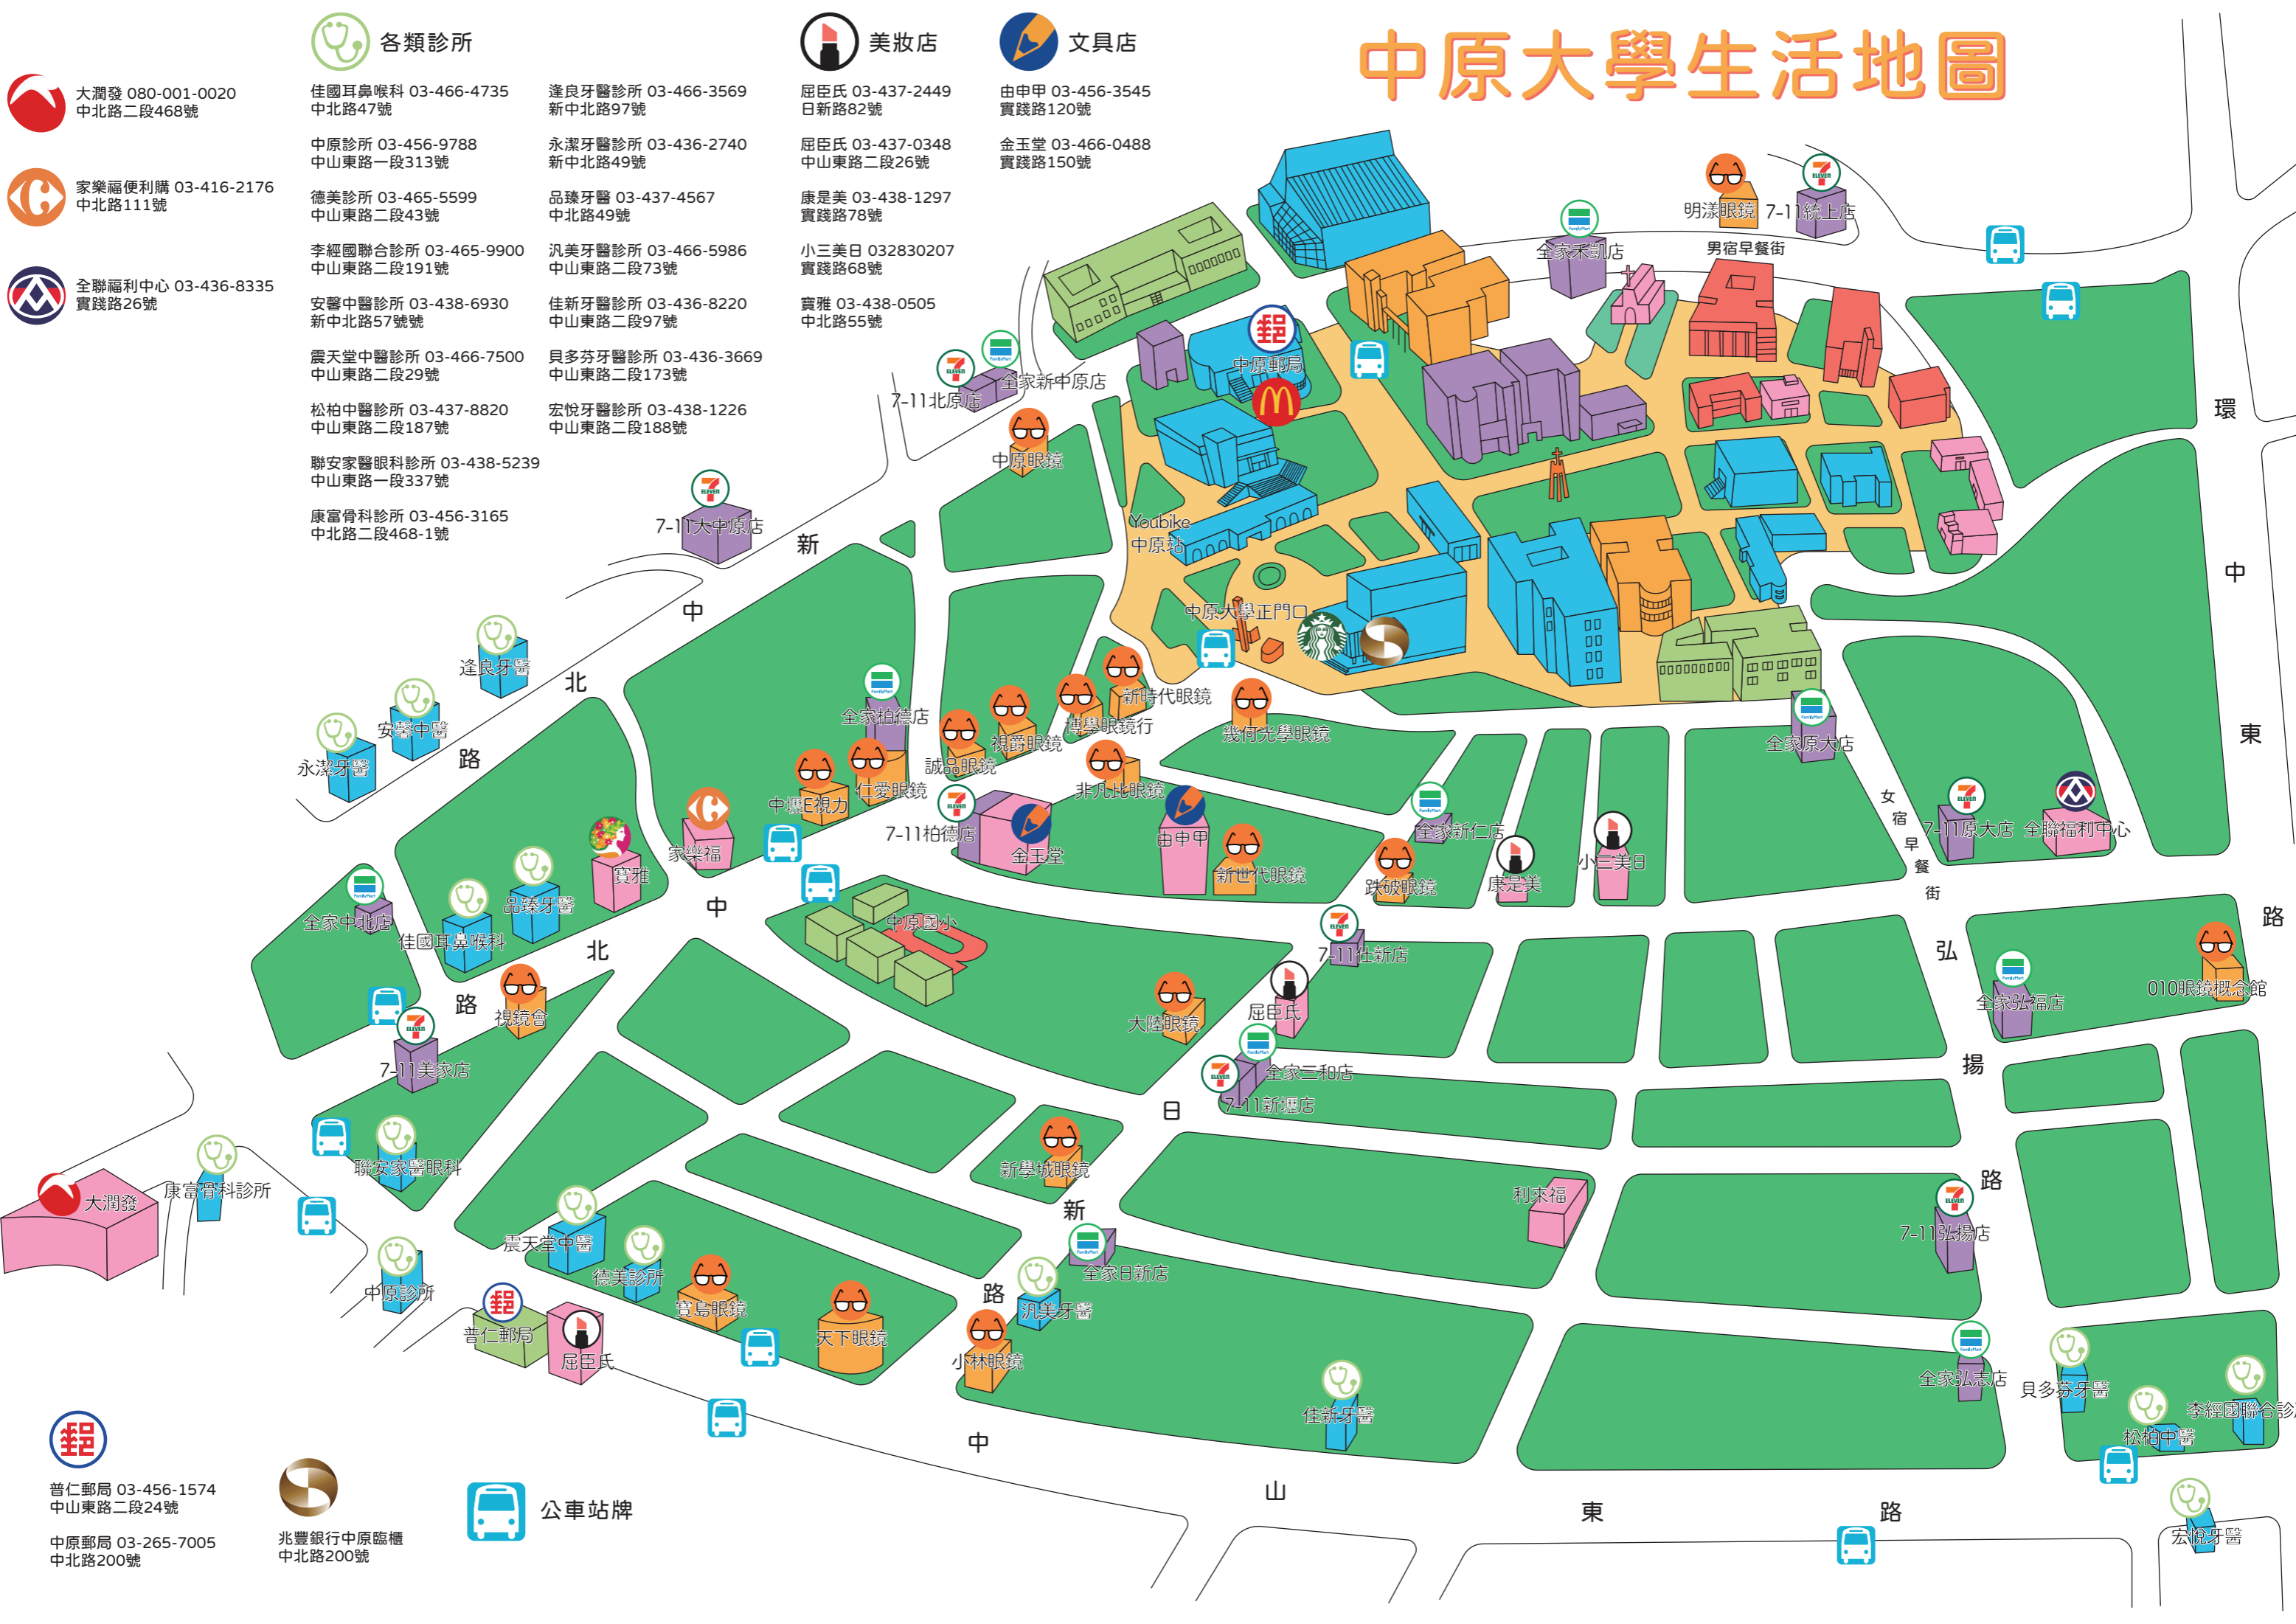 中原大學生活地圖
大潤發 080-001-0020
中北路二段468號
家樂福便利購 03-416-2176
中北路111號
全聯福利中心 03-436-8335
實踐路26號
各類診所
佳國耳鼻喉科 03-466-4735
中北路47號
中原診所 03-456-9788
中山東路一段313號
德美診所 03-465-5599
中山東路二段43號
李經國聯合診所 03-465-9900
中山東路二段191號
安馨中醫診所 03-438-6930
新中北路57號號
震天堂中醫診所 03-466-7500
中山東路二段29號
松柏中醫診所 03-437-8820
中山東路二段187號
聯安家醫眼科診所 03-438-5239
中山東路一段337號
康富骨科診所 03-456-3165
中北路二段468-1號
逢良牙醫診所 03-466-3569
新中北路97號
永潔牙醫診所 03-436-2740
新中北路49號
品臻牙醫 03-437-4567
中北路49號
汎美牙醫診所 03-466-5986
中山東路二段73號
佳新牙醫診所 03-436-8220
中山東路二段97號
貝多芬牙醫診所 03-436-3669
中山東路二段173號
宏悅牙醫診所 03-438-1226
中山東路二段188號
美妝店
屈臣氏 03-437-2449
日新路82號
屈臣氏 03-437-0348
中山東路二段26號
康是美 03-438-1297
實踐路78號
小三美日 032830207
實踐路68號
寶雅 03-438-0505
中北路55號
文具店
由申甲 03-456-3545
實踐路120號
金玉堂 03-466-0488
實踐路150號
明漾眼鏡
7-11統上店
男宿早餐街
全家禾凱店
中原郵局
全家新中原店
7-11北原店
中原眼鏡
7-11大中原店
Youbike
中原站
中原大學正門口
新中北路
逢良牙醫
安馨中醫
永潔牙醫
全家柏德店
新時代眼鏡
博學眼鏡行
視爵眼鏡
誠品眼鏡
幾何光學眼鏡
仁愛眼鏡
中壢E視力
非凡比眼鏡
7-11柏德店
金玉堂
由申甲
新世代眼鏡
全家原大店
全家新仁店
跌破眼鏡
康是美
小三美日
女宿早餐街
7-11原大店
全聯福利中心
環中東路
家樂福
寶雅
品臻牙醫
佳國耳鼻喉科
全家中北店
中北路
視鏡會
7-11美家店
中原國小
7-11仕新店
屈臣氏
大陸眼鏡
全家三和店
7-11新壢店
弘揚路
全家弘福店
010眼鏡概念館
聯安家醫眼科
康富骨科診所
大潤發
新學城眼鏡
日新路
利來福
7-11弘揚店
震天堂中醫
德美診所
中原診所
寶島眼鏡
天下眼鏡
普仁郵局
屈臣氏
全家日新店
汎美牙醫
小林眼鏡
佳新牙醫
全家弘志店
貝多芬牙醫
李經國聯合診
松柏中醫
宏悅牙醫
中山東路
普仁郵局 03-456-1574
中山東路二段24號
中原郵局 03-265-7005
中北路200號
兆豐銀行中原臨櫃
中北路200號
公車站牌